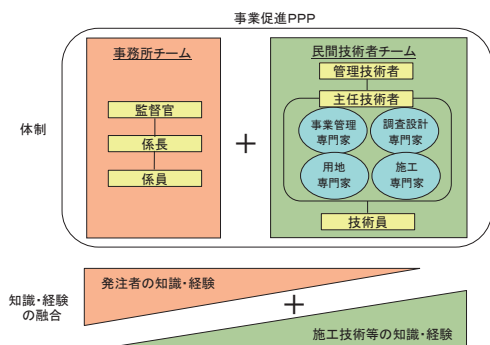 事業促進PPP
事務所チーム
民間技術者チーム
管理技術者
主任技術者
体制
監督官
係長
係員
+
事業管理
専門家
調査設計
専門家
用地
専門家
施工
専門家
技術員
知識・経験
の融合
発注者の知識・経験
+
施工技術等の知識・経験